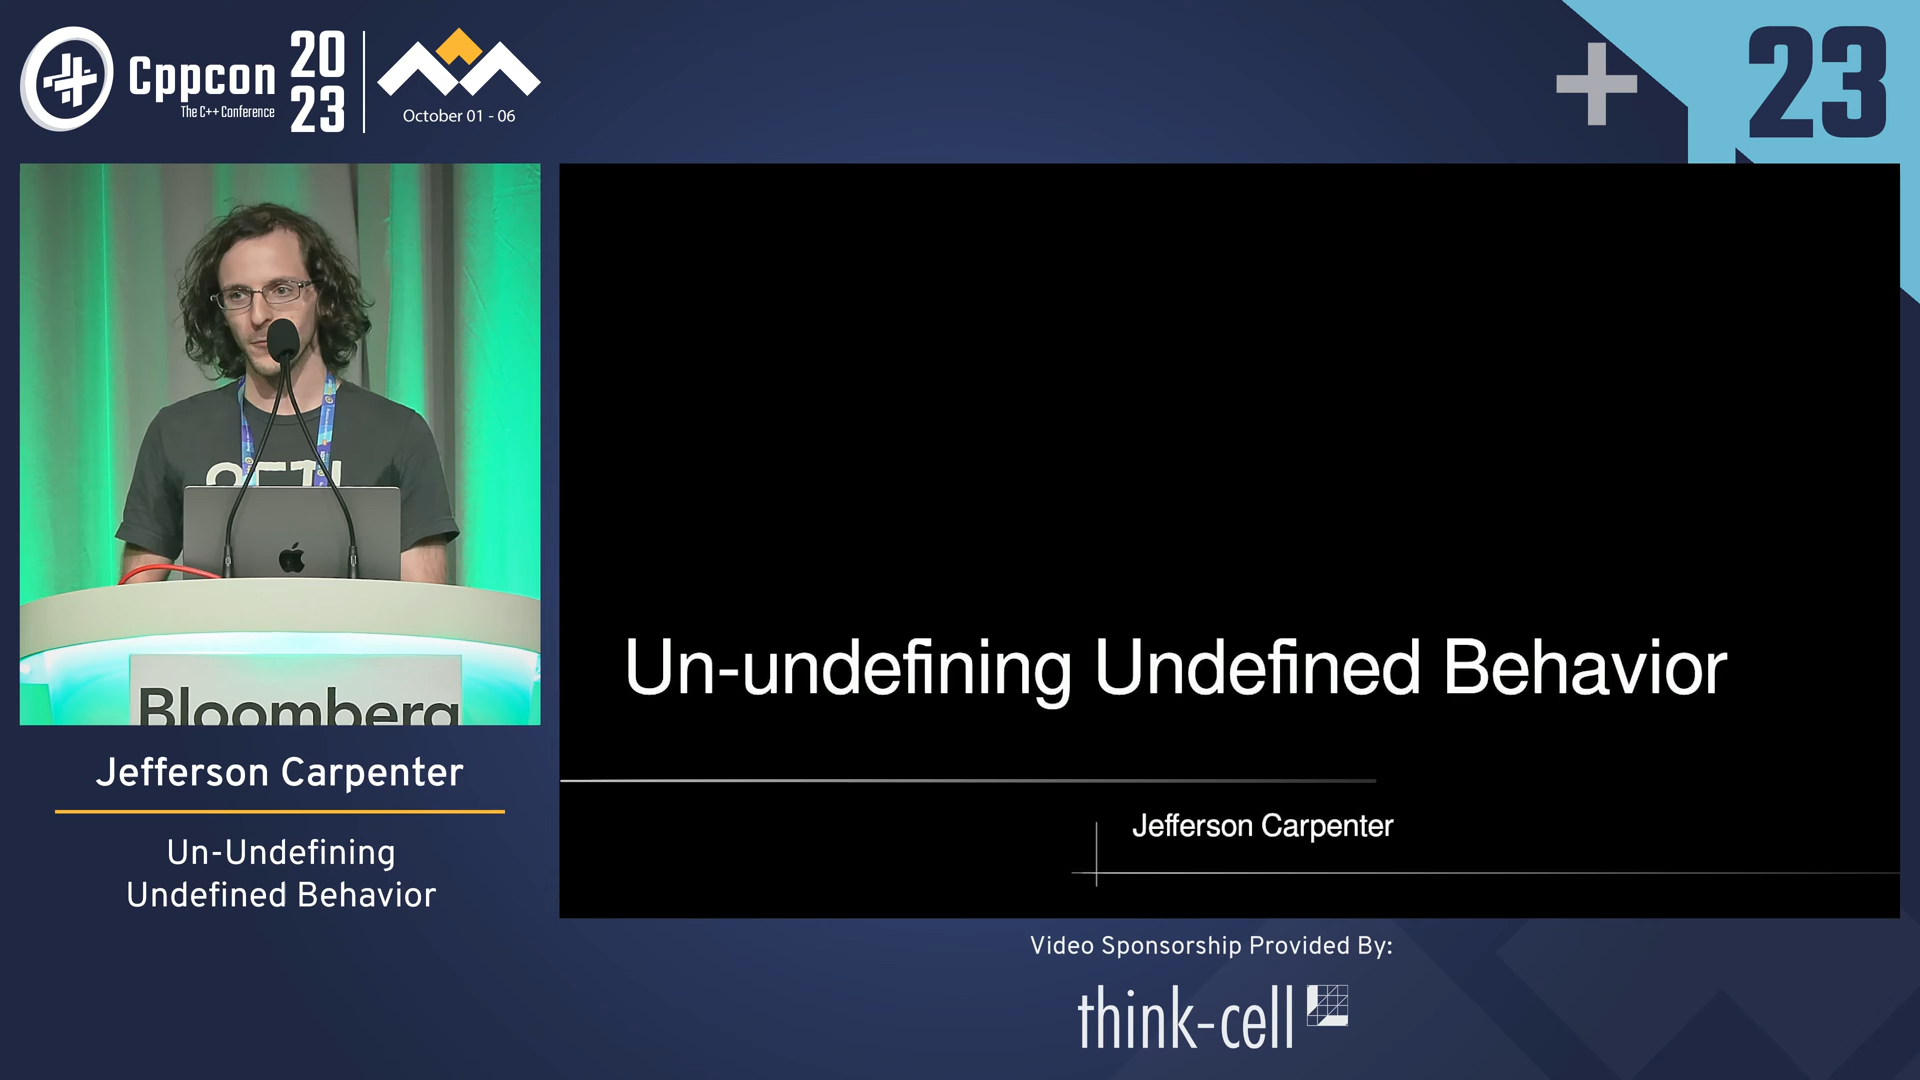 Cppcon
The C++ Conference
20
23
October 01 - 06
23
Bloomberg
Jefferson Carpenter
Un-Undefining
Undefined Behavior
Un-undefining Undefined Behavior
Jefferson Carpenter
Video Sponsorship Provided By:
think-cell